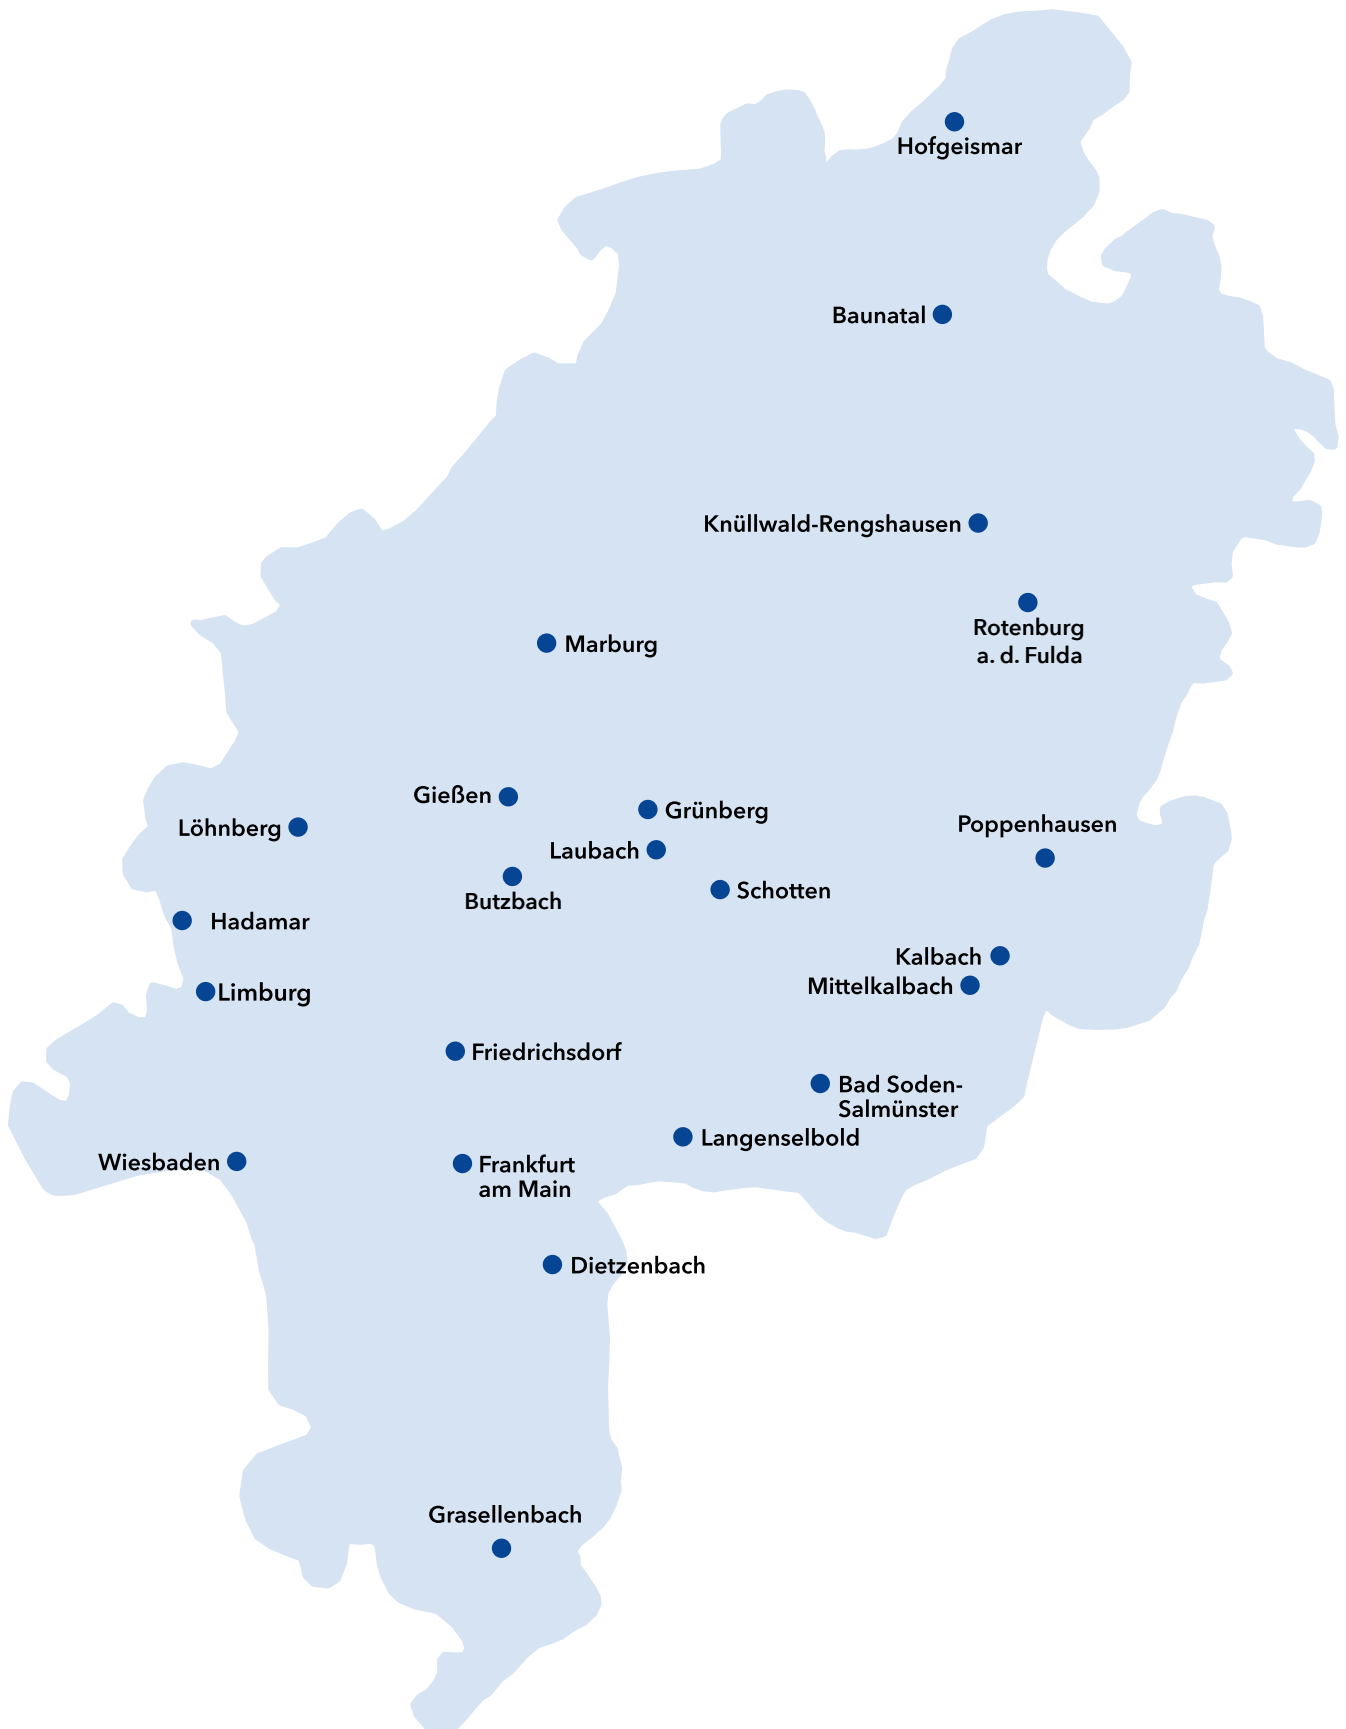 Hofgeismar
Baunatal
Knüllwald-Rengshausen
Rotenburg
a. d. Fulda
Marburg
Gießen
Grünberg
Poppenhausen
Löhnberg
Laubach
Schotten
Butzbach
Hadamar
Kalbach
Mittelkalbach
Limburg
Friedrichsdorf
Bad Soden-
Salmünster
Langenselbold
Wiesbaden
Frankfurt
am Main
Dietzenbach
Grasellenbach